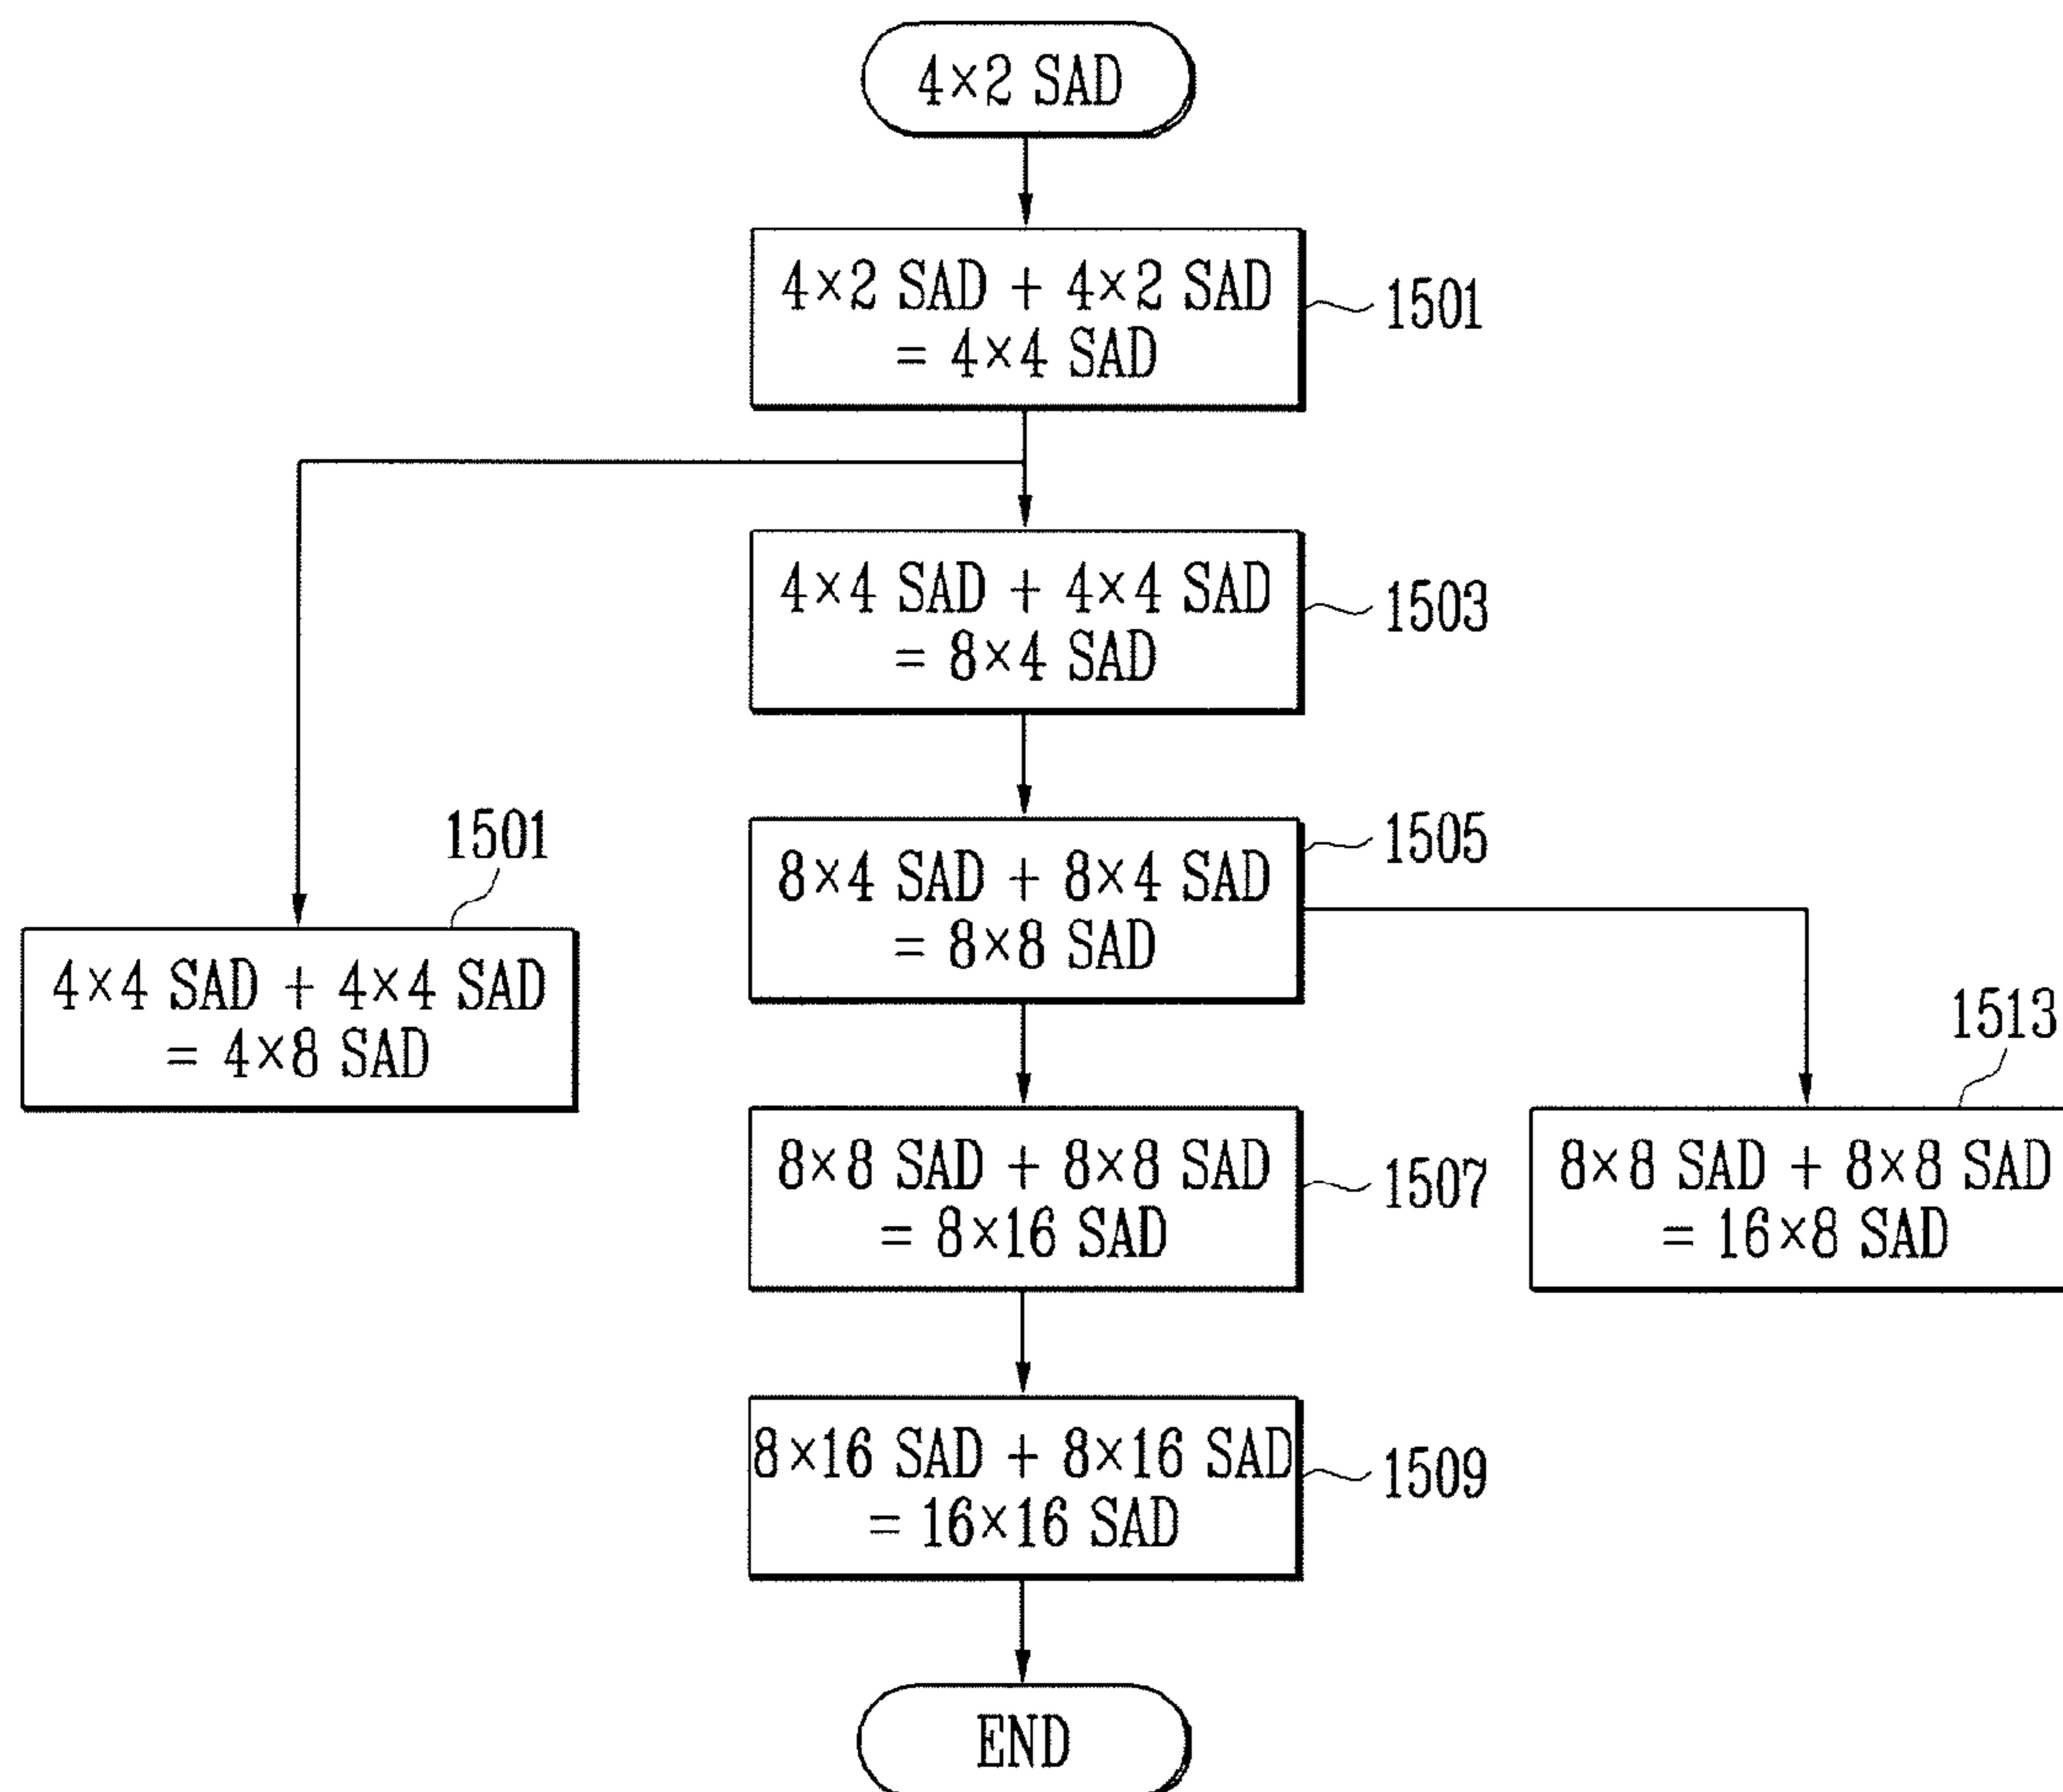 4×2 SAD
4×2 SAD + 4×2 SAD
= 4×4 SAD
1501
4×4 SAD + 4×4 SAD
= 8×4 SAD
1503
1501
4×4 SAD + 4×4 SAD
= 4×8 SAD
8×4 SAD + 8×4 SAD
= 8×8 SAD
1505
8×8 SAD + 8×8 SAD
= 8×16 SAD
1507
1513
8×8 SAD + 8×8 SAD
= 16×8 SAD
8×16 SAD + 8×16 SAD
= 16×16 SAD
1509
END